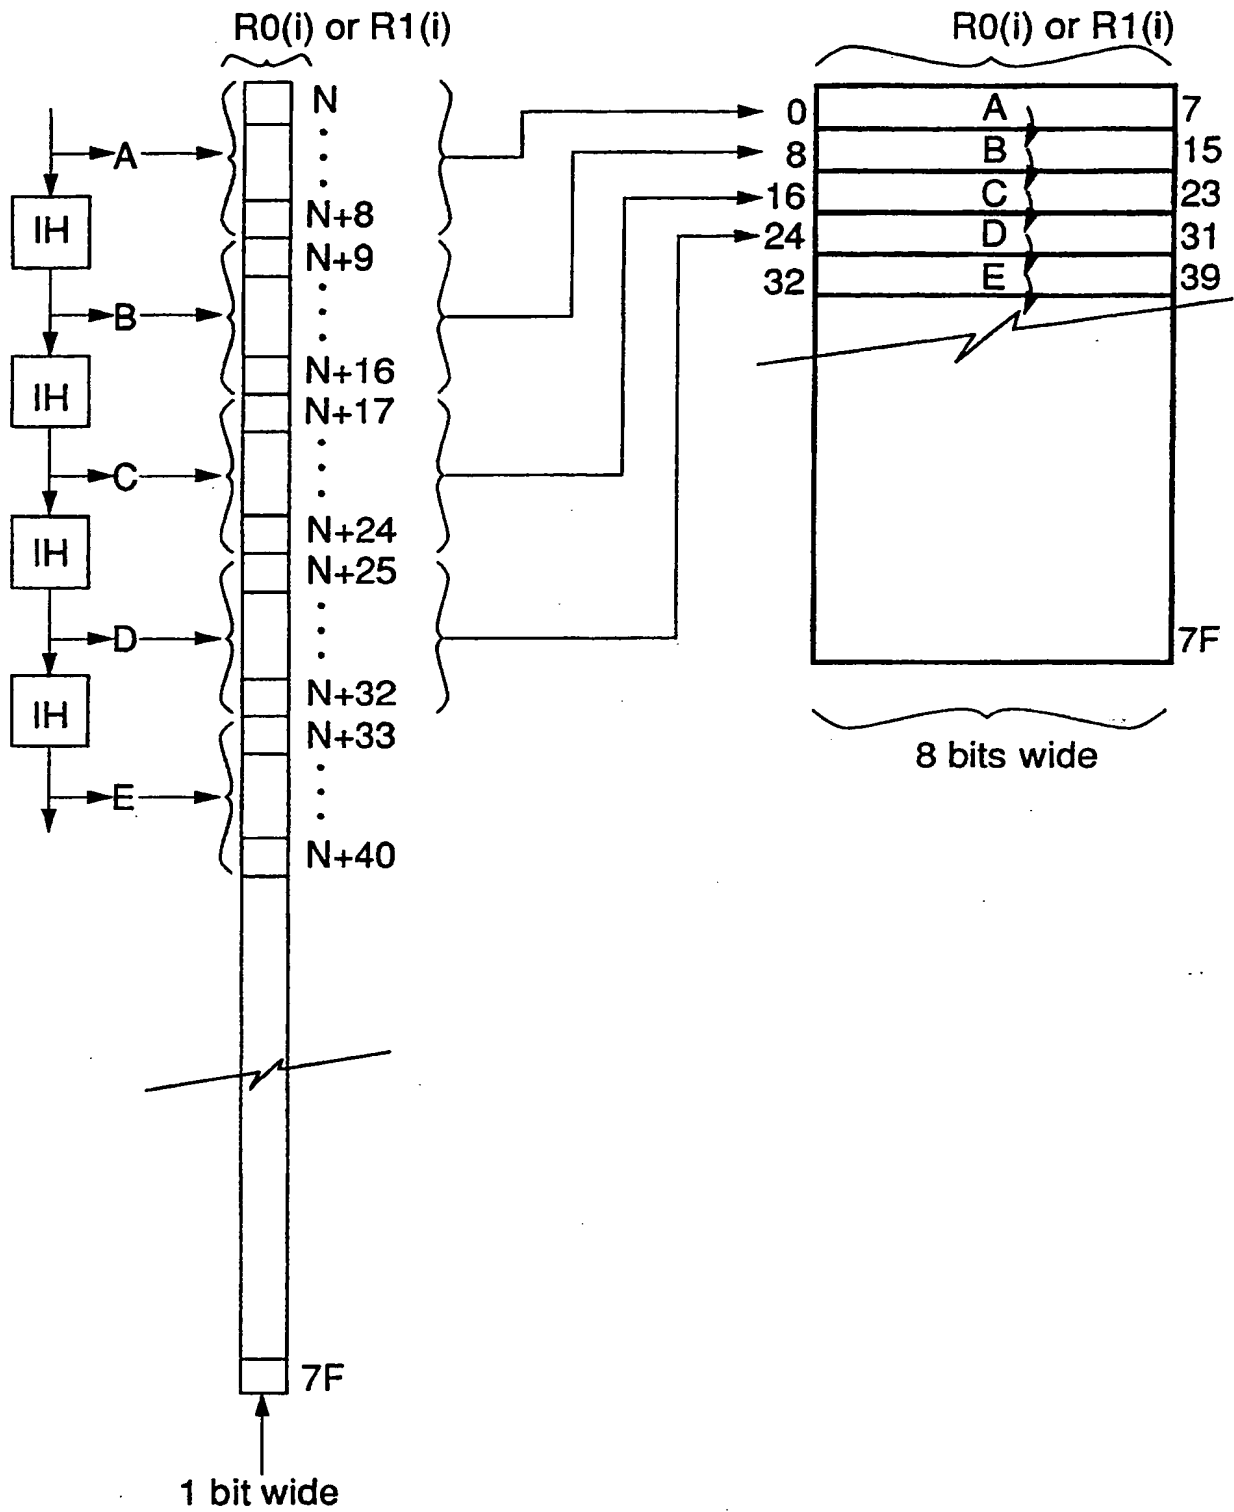 R0(i) or R1(i)
A
IH
B
IH
C
IH
D
IH
E
N
N+8
N+9
N+16
N+17
N+24
N+25
N+32
N+33
N+40
7F
1 bit wide
R0(i) or R1(i)
0 A 7
8 B 15
16 C 23
24 D 31
32 E 39
7F
8 bits wide